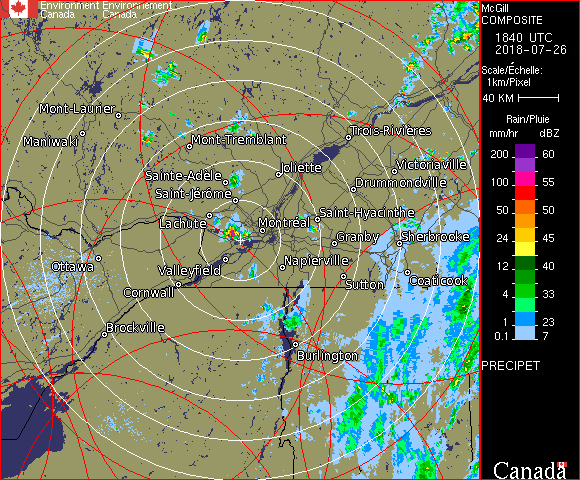 Environment Environnement
Canada Canada
Mont-Laurier
Maniwaki
Mont-Tremblant
Trois-Rivières
Sainte-Adèle
Joliette
Victoriaville
Saint-Jérôme
Drummondville
Lachute
Montréal
Saint-Hyacinthe
Granby
Sherbrooke
Ottawa
Valleyfield
Napierville
Cornwall
Sutton
Coaticook
Brockville
Burlington
McGill
COMPOSITE
1840 UTC
2018-07-26
Scale/Échelle:
1km/Pixel
40 KM
Rain/Pluie
mm/hr dBZ
200 60
100 55
50 50
24 45
12 40
4 33
2 23
0.1 7
PRECIPET
Canada